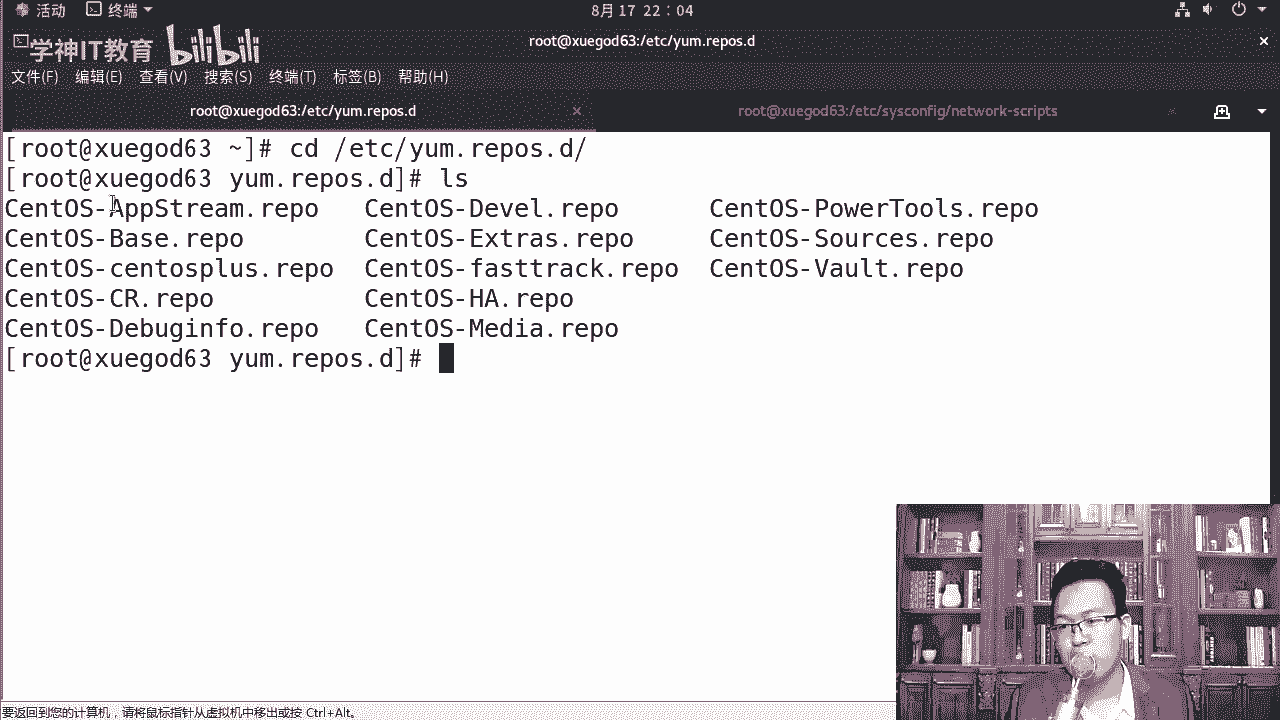 活动 终端 8月 17 22：04
学神IT教育 bilibili
root@xuegod63:/etc/yum.repos.d
文件(F) 编辑(E) 查看(V) 搜索(S) 终端(T) 标签(B) 帮助(H)
root@xuegod63:/etc/yum.repos.d root@xuegod63:/etc/sysconfig/network-scripts
[root@xuegod63 ~]# cd /etc/yum.repos.d/
[root@xuegod63 yum.repos.d]# ls
CentOS-AppStream.repo CentOS-Devel.repo CentOS-PowerTools.repo
CentOS-Base.repo CentOS-Extras.repo CentOS-Sources.repo
CentOS-centosplus.repo CentOS-fasttrack.repo CentOS-Vault.repo
CentOS-CR.repo CentOS-HA.repo
CentOS-Debuginfo.repo CentOS-Media.repo
[root@xuegod63 yum.repos.d]#
要返回到您的计算机，请将鼠标指针从虚拟机中移出或按 Ctrl+Alt。